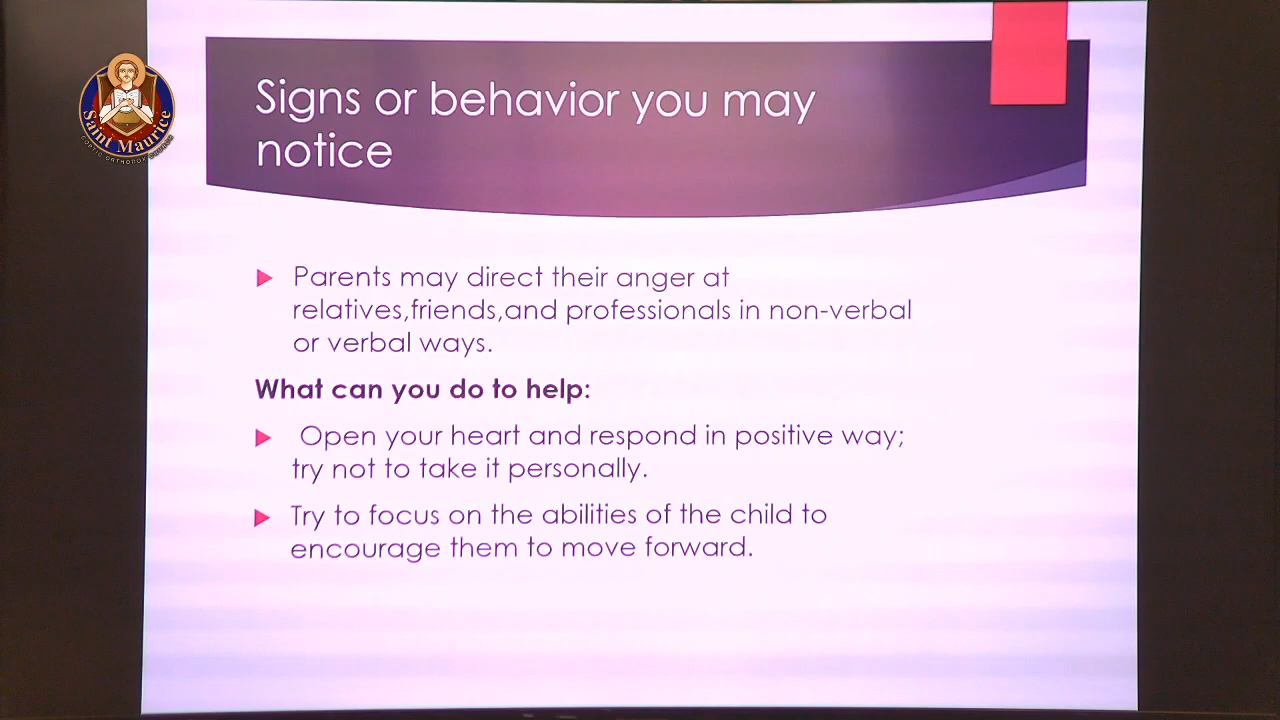 Signs or behavior you may
notice
Saint Maurice
Parents may direct their anger at
relatives,friends,and professionals in non-verbal
or verbal ways.
What can you do to help:
Open your heart and respond in positive way;
try not to take it personally.
Try to focus on the abilities of the child to
encourage them to move forward.